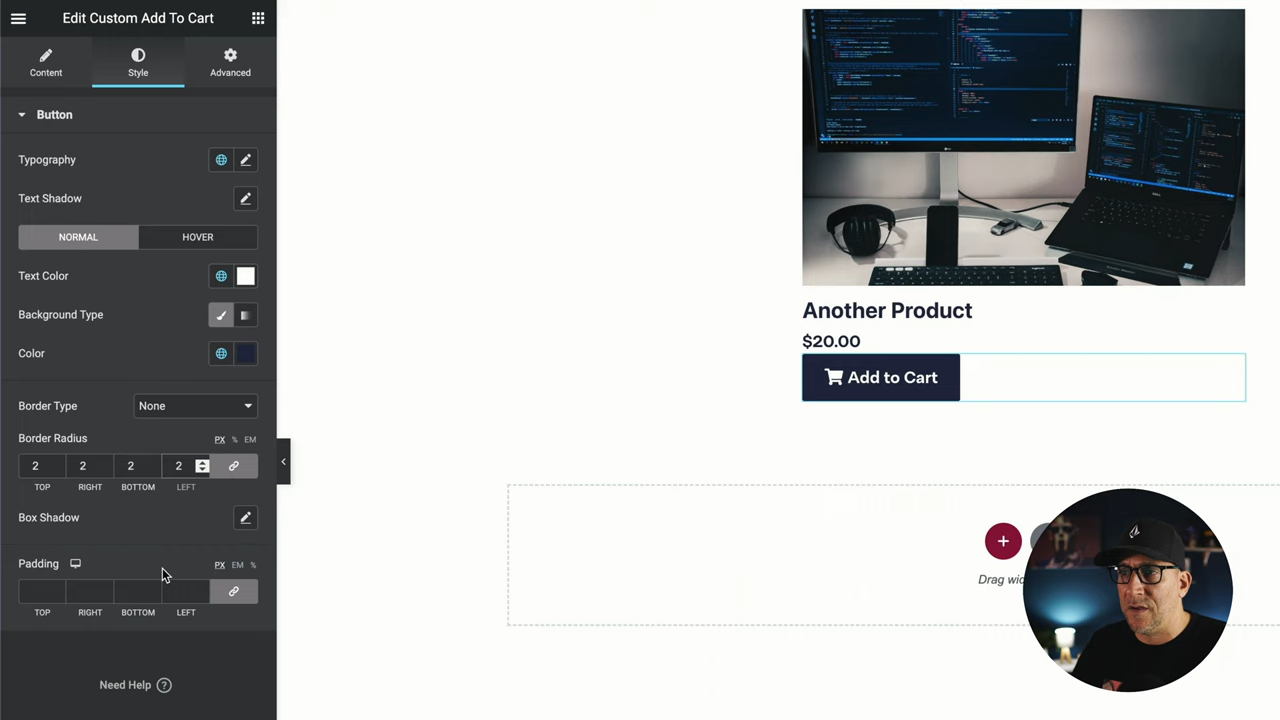 Edit Custom Add To Cart
Content
Style
Advanced
Button
Typography
Text Shadow
NORMAL
HOVER
Text Color
Background Type
Color
Border Type
None
Border Radius
PX % EM
2 2 2 2
TOP RIGHT BOTTOM LEFT
Box Shadow
Padding
PX EM %
TOP RIGHT BOTTOM LEFT
Need Help ?
Another Product
$20.00
Add to Cart
Drag